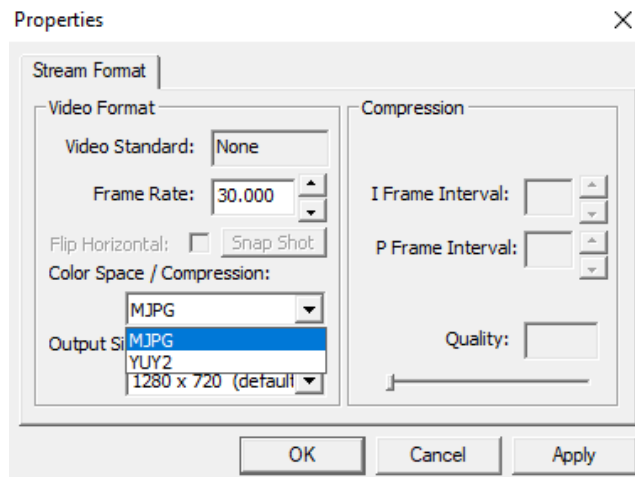 Properties
Stream Format
Video Format
Video Standard: None
Frame Rate: 30.000
Flip Horizontal: Snap Shot
Color Space / Compression:
MJPG
MJPG
YUY2
Output Si
1280 x 720 (default
Compression
I Frame Interval:
P Frame Interval:
Quality:
OK Cancel Apply